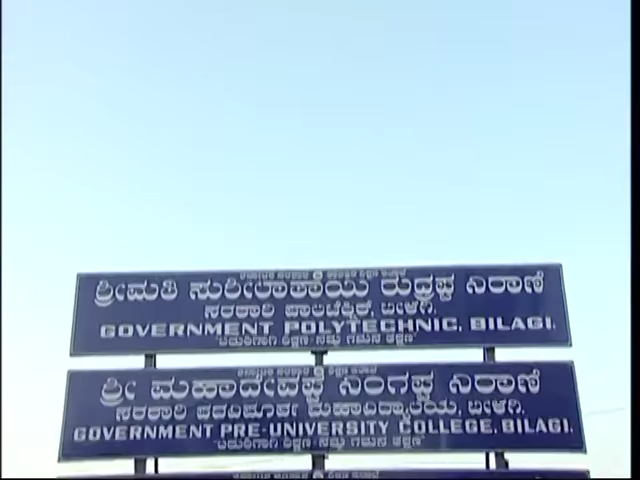 ಶ್ರೀಮತಿ ಸುಶೀಲಾಬಾಯಿ ರುದ್ರಪ್ಪ ನಿರಾಣಿ
ಸರಕಾರಿ ಪಾಲಿಟೆಕ್ನಿಕ್, ಬೀಳಗಿ.
GOVERNMENT POLYTECHNIC, BILAGI.
ಶ್ರೀ ಮಹಾದೇವಪ್ಪ ನಿಂಗಪ್ಪ ನಿರಾಣಿ
ಸರಕಾರಿ ಪದವಿಪೂರ್ವ ಮಹಾವಿದ್ಯಾಲಯ, ಬೀಳಗಿ.
GOVERNMENT PRE-UNIVERSITY COLLEGE, BILAGI.